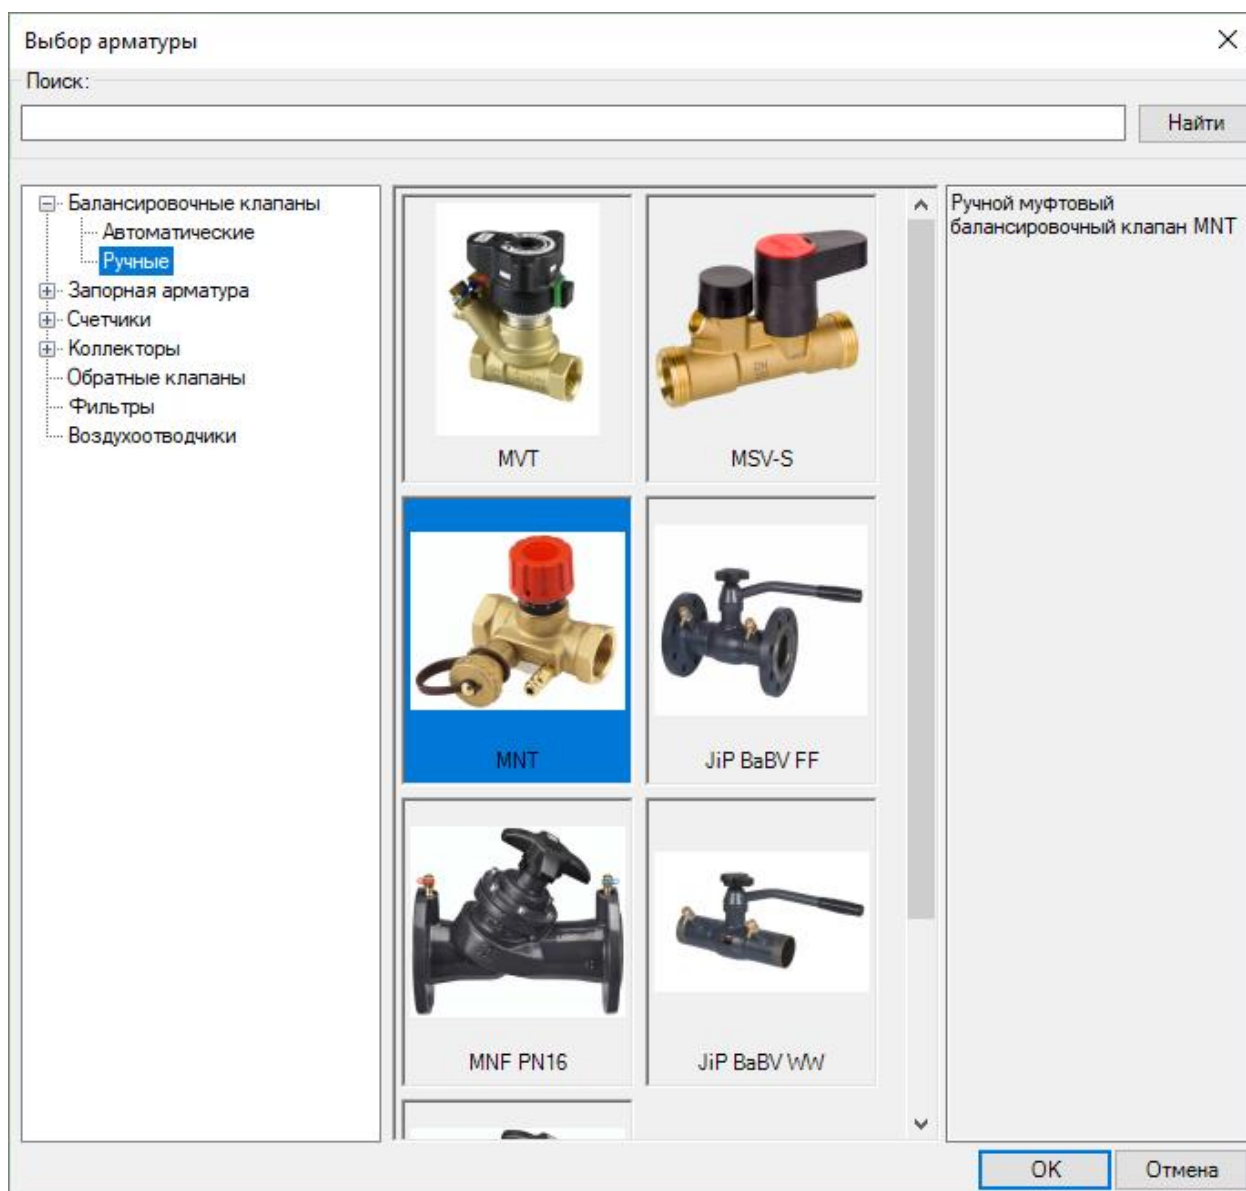 Выбор арматуры
Поиск:
Найти
Балансировочные клапаны
Автоматические
Ручные
Запорная арматура
Счетчики
Коллекторы
Обратные клапаны
Фильтры
Воздухоотводчики
MVT
MSV-S
MNT
JiP BaBV FF
MNF PN16
JiP BaBV WW
Ручной муфтовый
балансировочный клапан MNT
OK
Отмена